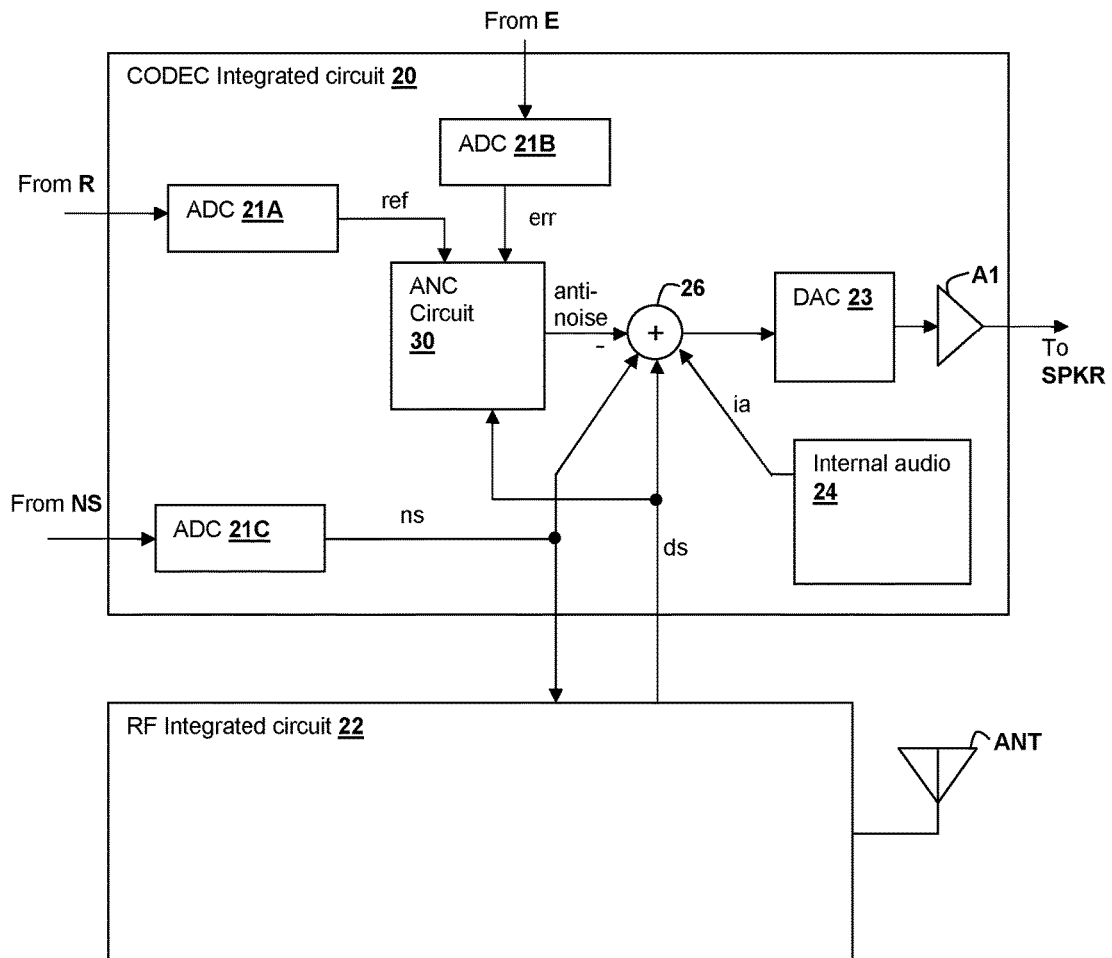 From E
CODEC Integrated circuit 20
ADC 21B
From R
ADC 21A
ref
err
ANC
Circuit
30
anti-
noise
-
26
+
DAC 23
A1
To
SPKR
ia
Internal audio
24
From NS
ADC 21C
ns
ds
RF Integrated circuit 22
ANT